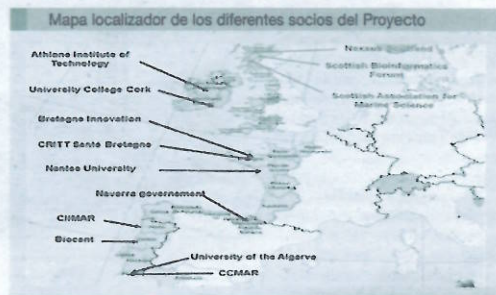 Mapa localizador de los diferentes socios del Proyecto
Athlone Institute of
Technology
University College Cork
Bretagne Innovation
CRITT Santé Bretagne
Nantes University
Navarra governement
CIIMAR
Biocant
University of the Algarve
CCMAR
Scottish Bioinformatics
Forum
Scottish Association for
Marine Science